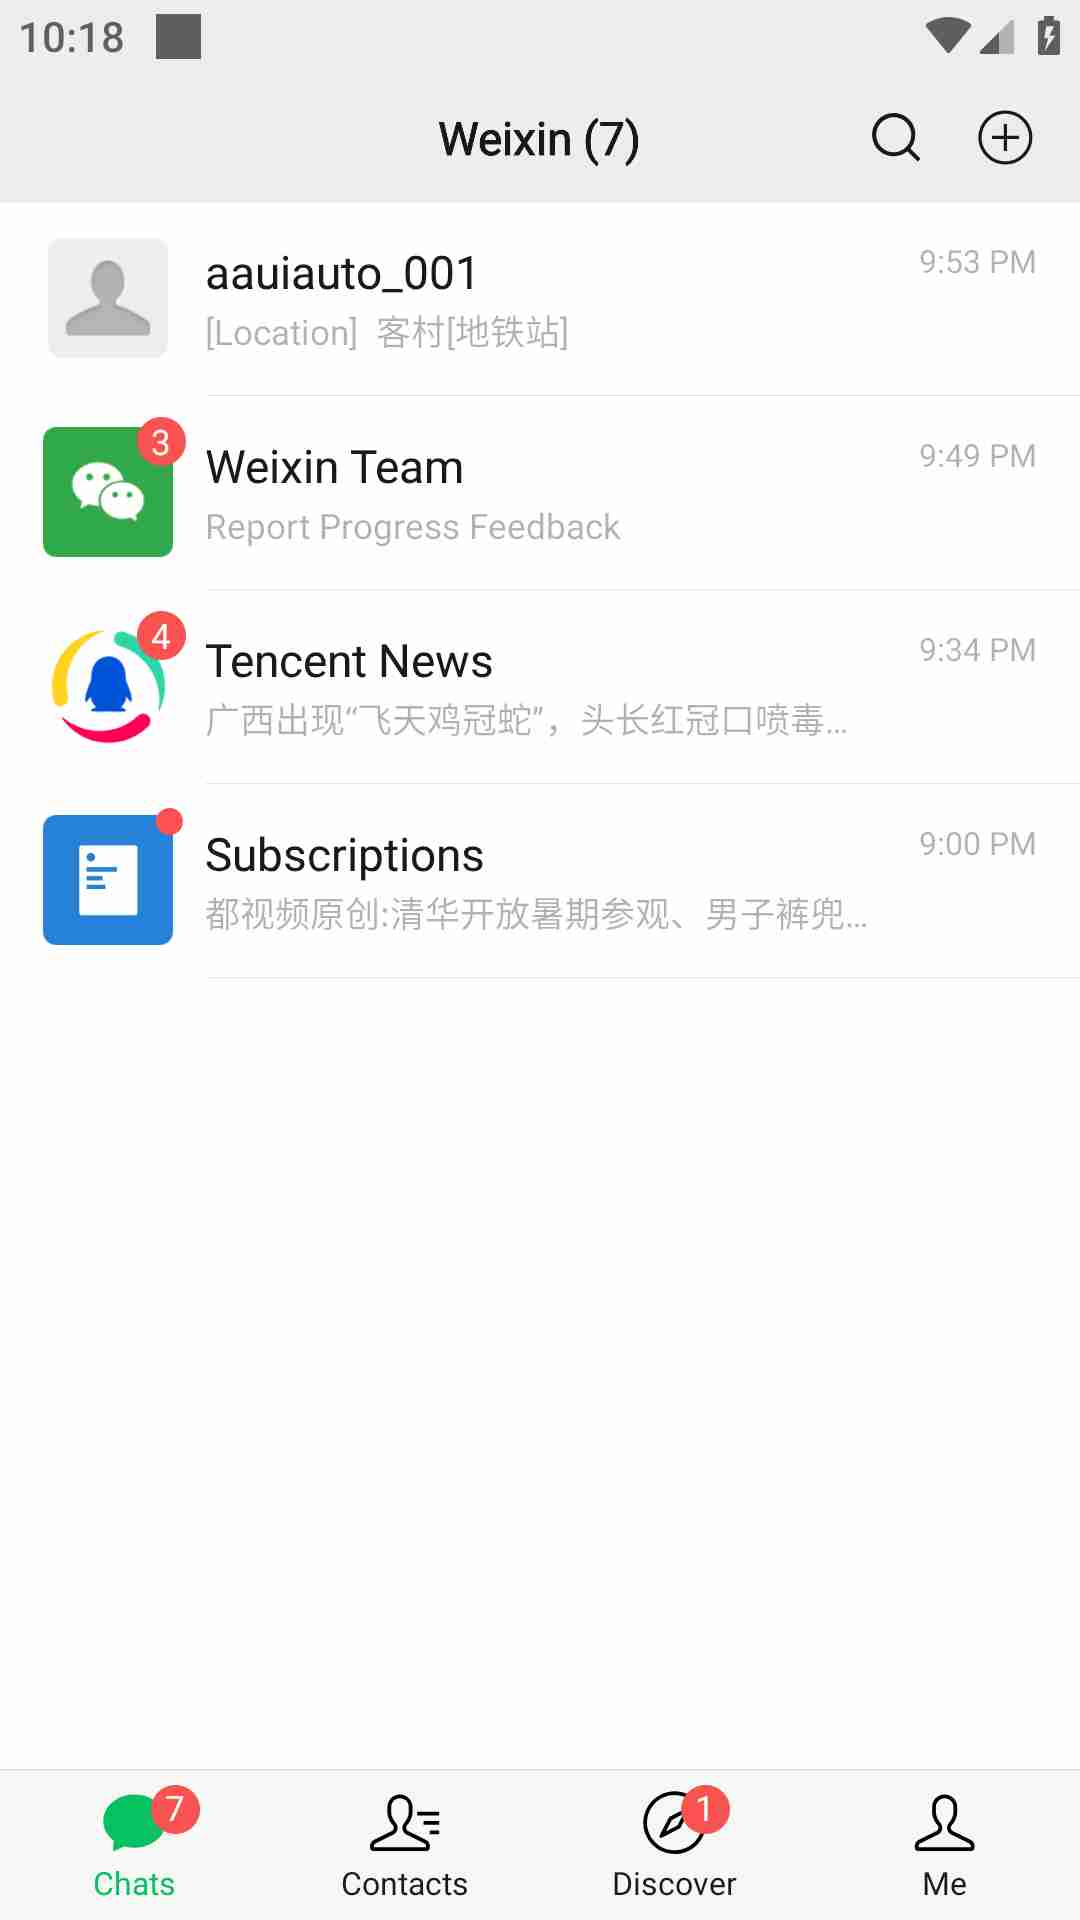 10:18
Weixin (7)
aauiauto_001
9:53 PM
[Location] 客村[地铁站]
3
Weixin Team
9:49 PM
Report Progress Feedback
4
Tencent News
9:34 PM
广西出现“飞天鸡冠蛇”，头长红冠口喷毒...
Subscriptions
9:00 PM
都视频原创:清华开放暑期参观、男子裤兜...
7
1
Chats
Contacts
Discover
Me